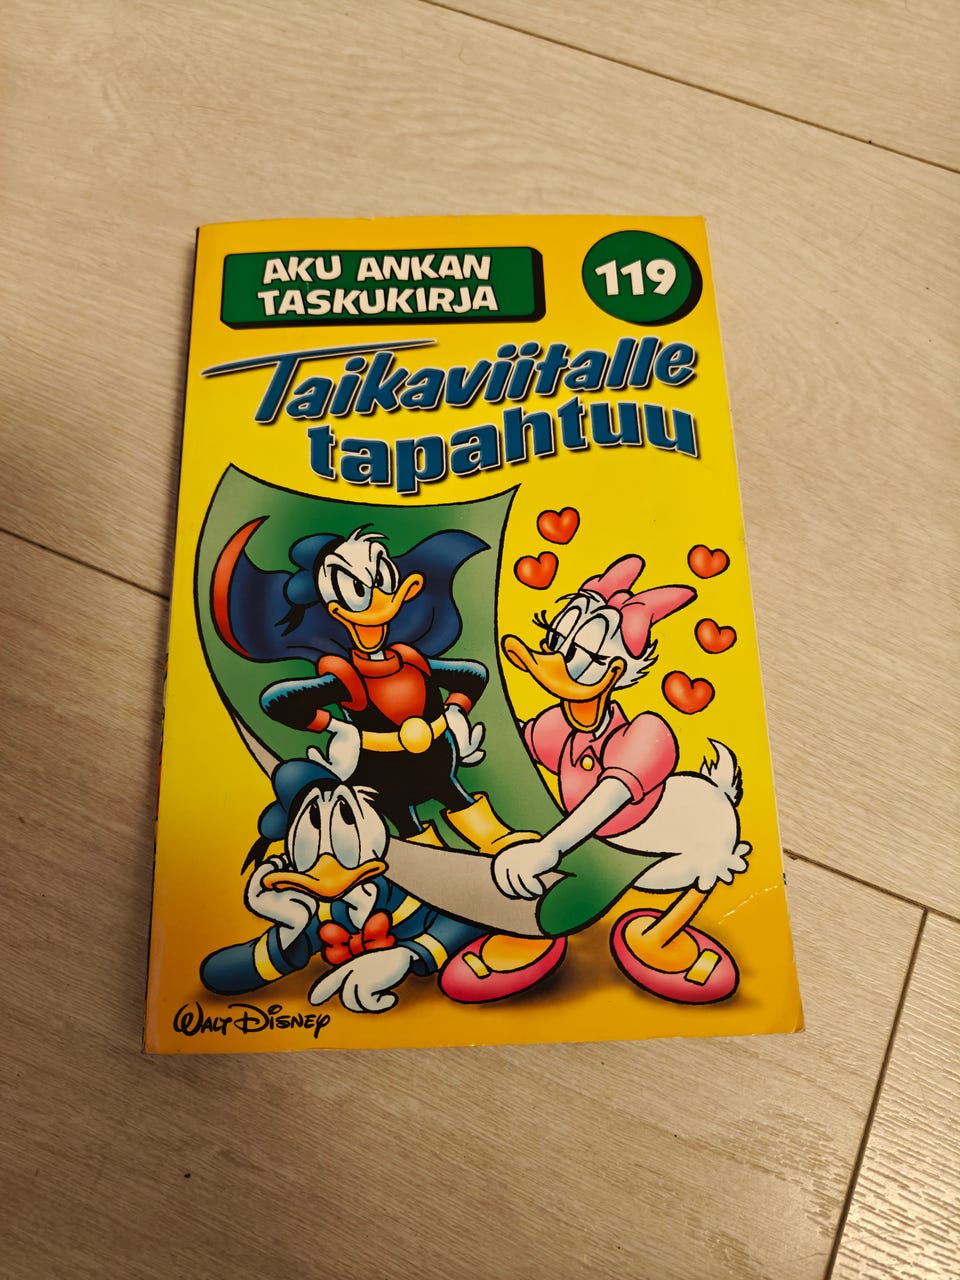 AKU ANKAN
TASKUKIRJA
119
Taikaviitalle
tapahtuu
WALT DISNEY